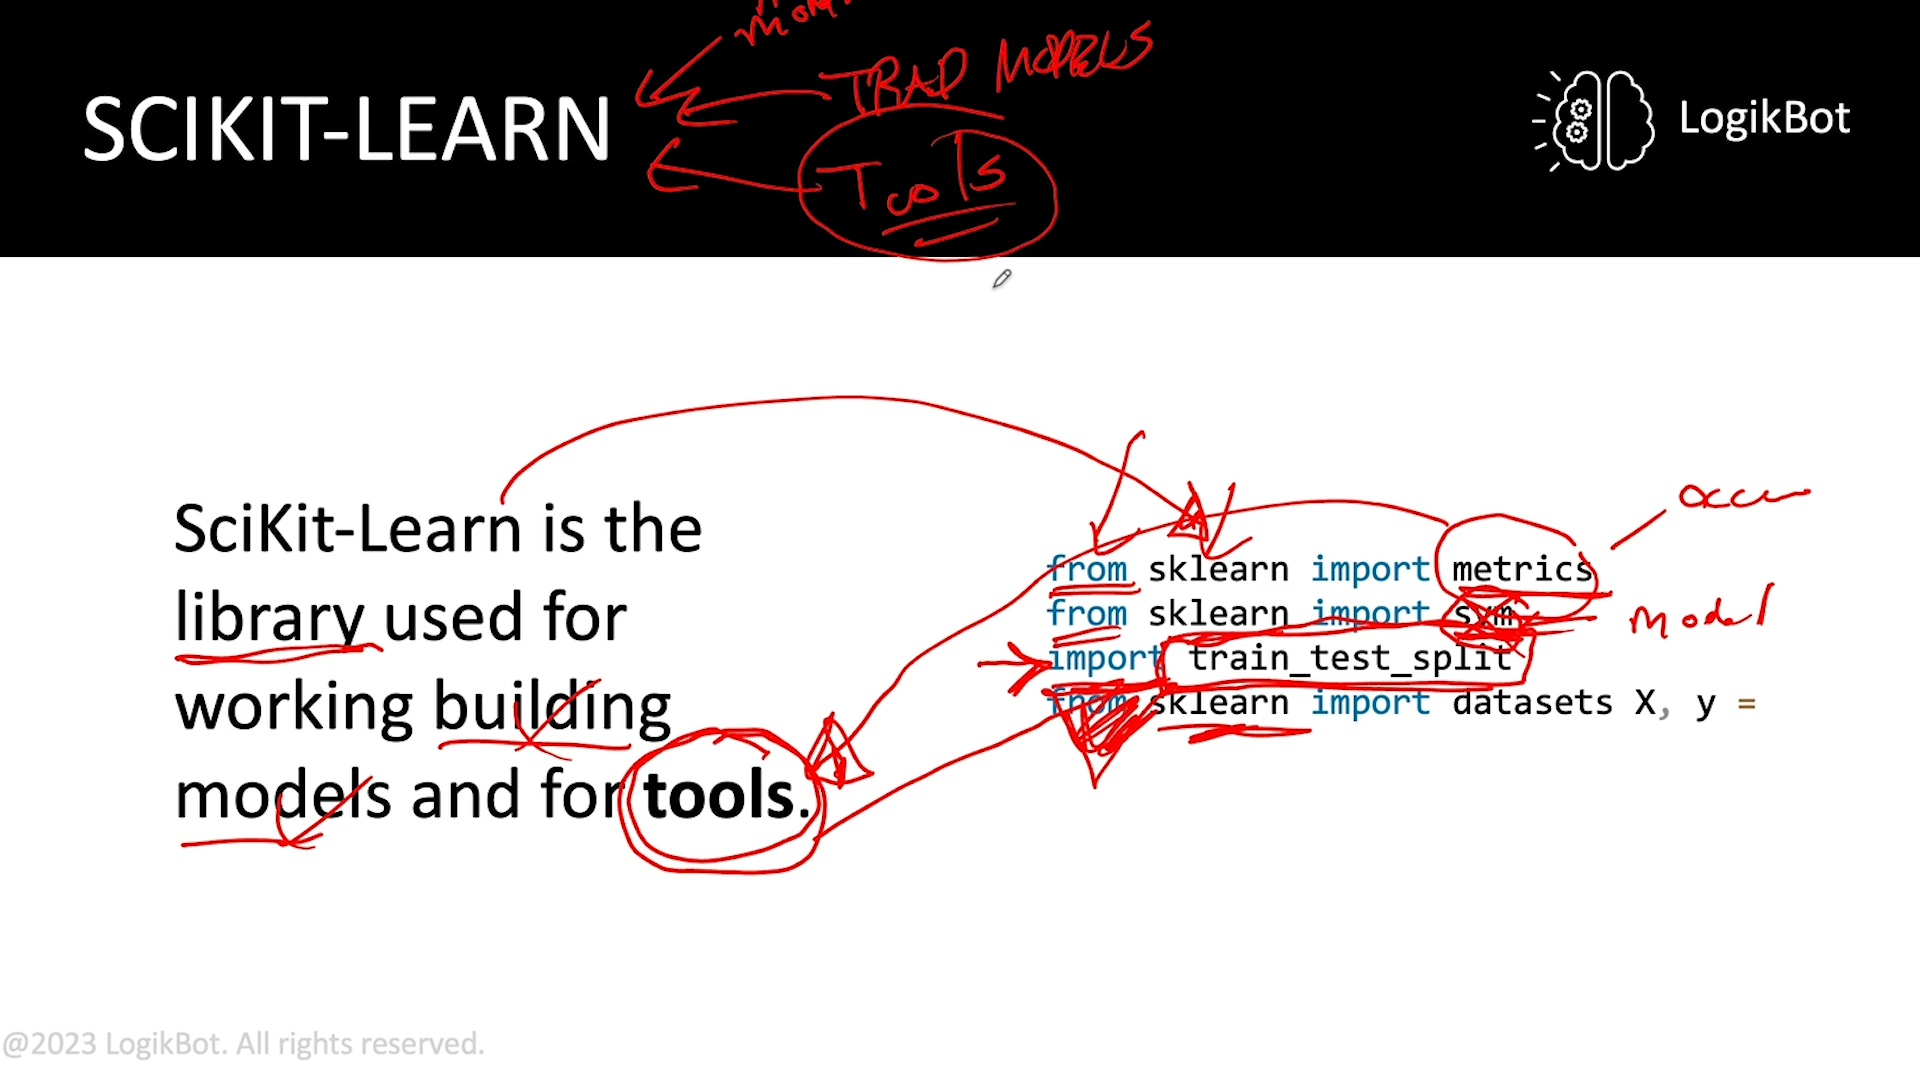 TRAD MODELS
SCIKIT-LEARN
LogikBot
Tools
SciKit-Learn is the
library used for
working building
models and for tools.
from sklearn import metrics
from sklearn import svm
model
import train_test_split
from sklearn import datasets X, y =
@2023 LogikBot. All rights reserved.